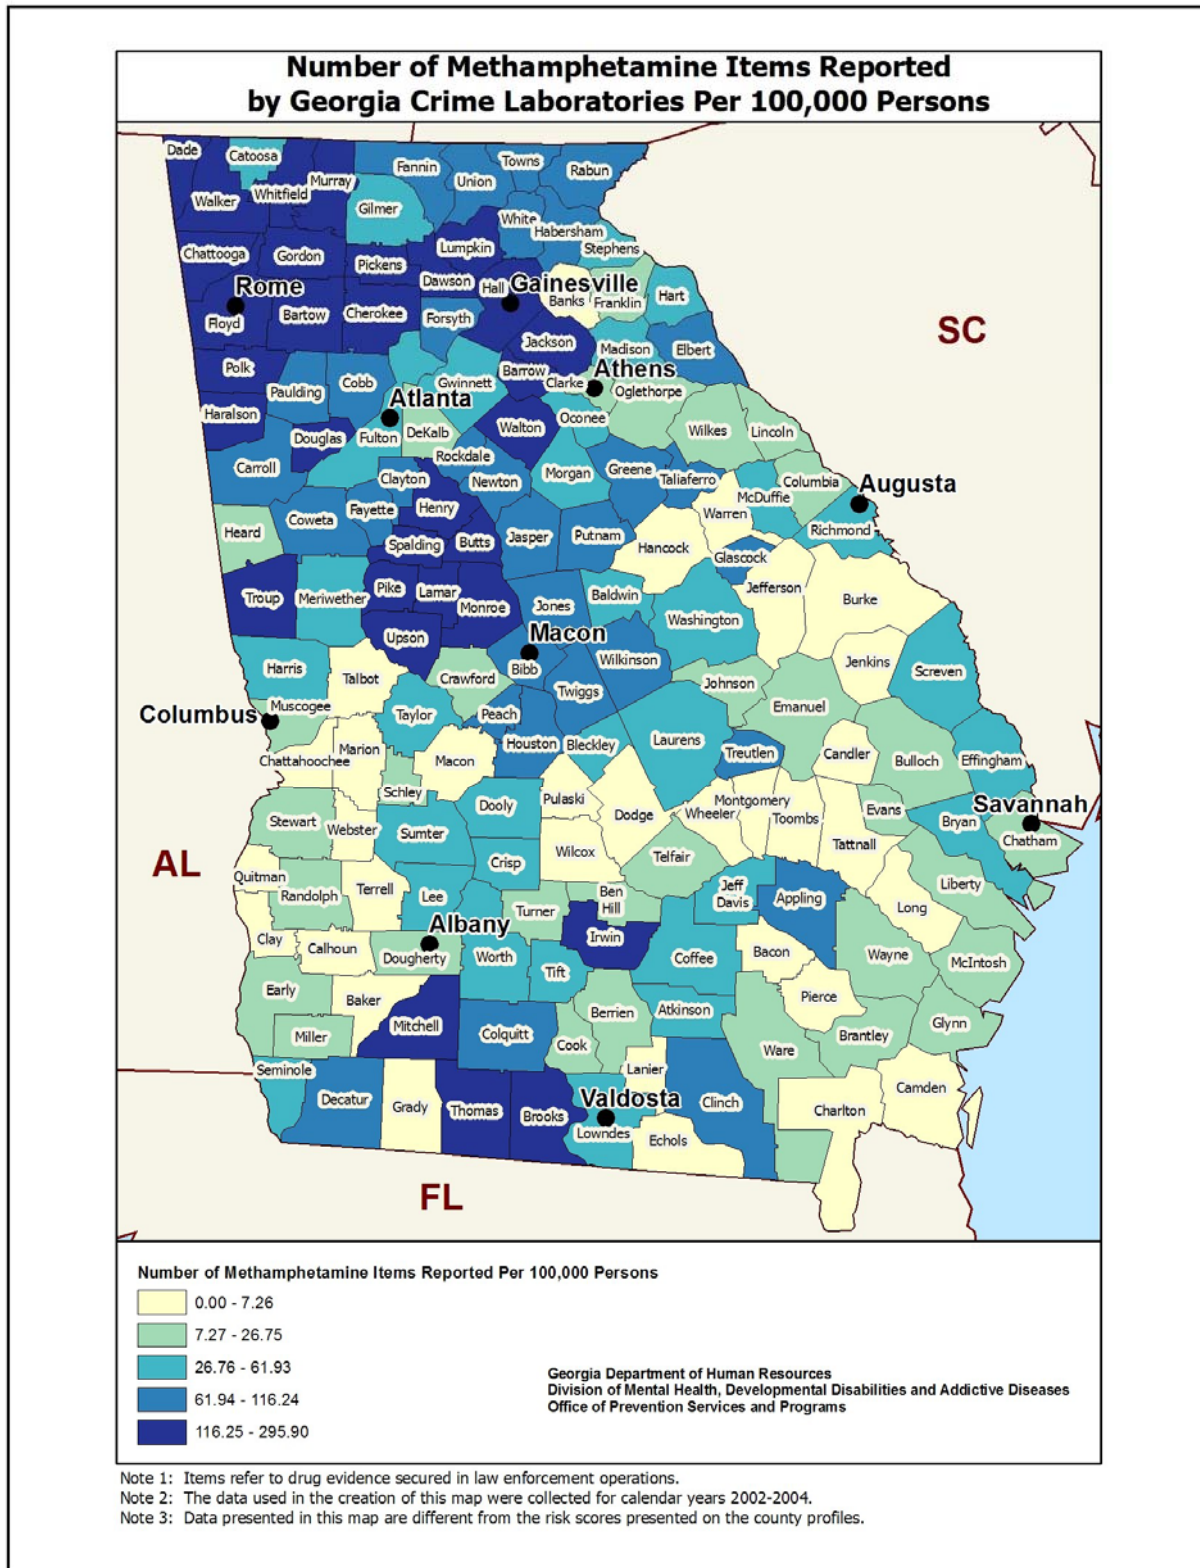 Number of Methamphetamine Items Reported
by Georgia Crime Laboratories Per 100,000 Persons
Dade
Catoosa
Fannin
Towns
Rabun
Union
Murray
Whitfield
Walker
Gilmer
White
Habersham
Stephens
Lumpkin
Chattooga
Gordon
Pickens
Dawson
Hall
Gainesville
Rome
Banks
Franklin
Hart
Floyd
Bartow
Cherokee
Forsyth
Jackson
Madison
Elbert
Polk
Barrow
Clarke
Athens
Paulding
Cobb
Gwinnett
Oglethorpe
Atlanta
Haralson
Douglas
Fulton
DeKalb
Walton
Oconee
Wilkes
Lincoln
Rockdale
Carroll
Clayton
Newton
Morgan
Greene
Taliaferro
Columbia
Augusta
McDuffie
Fayette
Henry
Warren
Coweta
Heard
Spalding
Butts
Jasper
Putnam
Hancock
Richmond
Glascock
Jefferson
Burke
Troup
Meriwether
Pike
Lamar
Monroe
Jones
Baldwin
Washington
Upson
Macon
Harris
Talbot
Crawford
Bibb
Wilkinson
Jenkins
Screven
Twiggs
Johnson
Emanuel
Columbus
Muscogee
Taylor
Peach
Houston
Bleckley
Laurens
Treutlen
Candler
Bulloch
Effingham
Chattahoochee
Marion
Macon
Schley
Dooly
Pulaski
Dodge
Wheeler
Montgomery
Toombs
Evans
Savannah
Bryan
Chatham
Stewart
Webster
Sumter
Tattnall
Wilcox
Telfair
Crisp
Quitman
Randolph
Terrell
Lee
Turner
Ben
Hill
Jeff
Davis
Appling
Long
Liberty
Albany
Clay
Calhoun
Dougherty
Worth
Tift
Irwin
Coffee
Bacon
Wayne
McIntosh
Early
Baker
Mitchell
Pierce
Miller
Colquitt
Cook
Berrien
Atkinson
Ware
Brantley
Glynn
Seminole
Decatur
Grady
Thomas
Brooks
Lanier
Valdosta
Lowndes
Echols
Clinch
Charlton
Camden
SC
AL
FL
Number of Methamphetamine Items Reported Per 100,000 Persons
0.00 - 7.26
7.27 - 26.75
26.76 - 61.93
61.94 - 116.24
116.25 - 295.90
Georgia Department of Human Resources
Division of Mental Health, Developmental Disabilities and Addictive Diseases
Office of Prevention Services and Programs
Note 1: Items refer to drug evidence secured in law enforcement operations.
Note 2: The data used in the creation of this map were collected for calendar years 2002-2004.
Note 3: Data presented in this map are different from the risk scores presented on the county profiles.